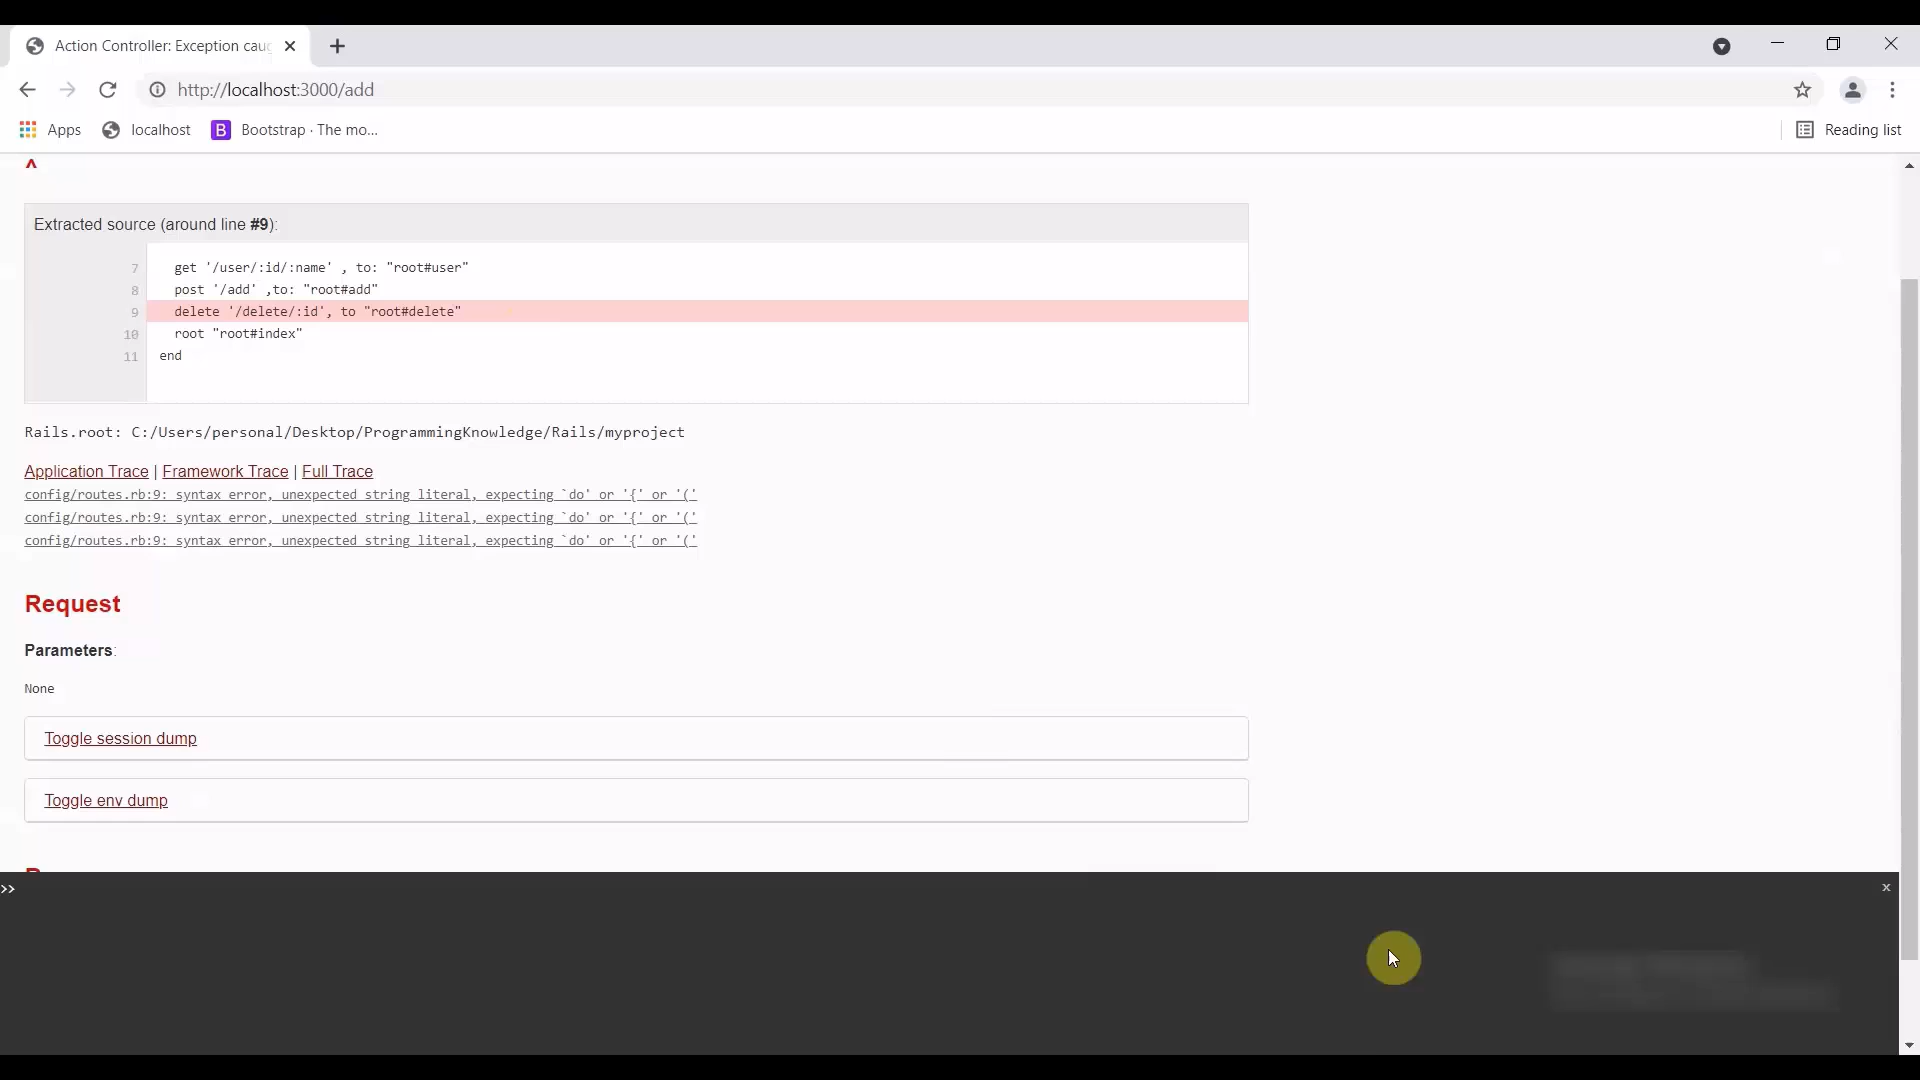 Action Controller: Exception cau
http://localhost:3000/add
Apps
localhost
B
Bootstrap · The mo...
Reading list
^
Extracted source (around line #9):
7 get '/user/:id/:name' , to: "root#user"
8 post '/add' ,to: "root#add"
9 delete '/delete/:id', to "root#delete"
10 root "root#index"
11 end
Rails.root: C:/Users/personal/Desktop/ProgrammingKnowledge/Rails/myproject
Application Trace | Framework Trace | Full Trace
config/routes.rb:9: syntax error, unexpected string literal, expecting `do' or '{' or '('
config/routes.rb:9: syntax error, unexpected string literal, expecting `do' or '{' or '('
config/routes.rb:9: syntax error, unexpected string literal, expecting `do' or '{' or '('
Request
Parameters:
None
Toggle session dump
Toggle env dump
>>
x